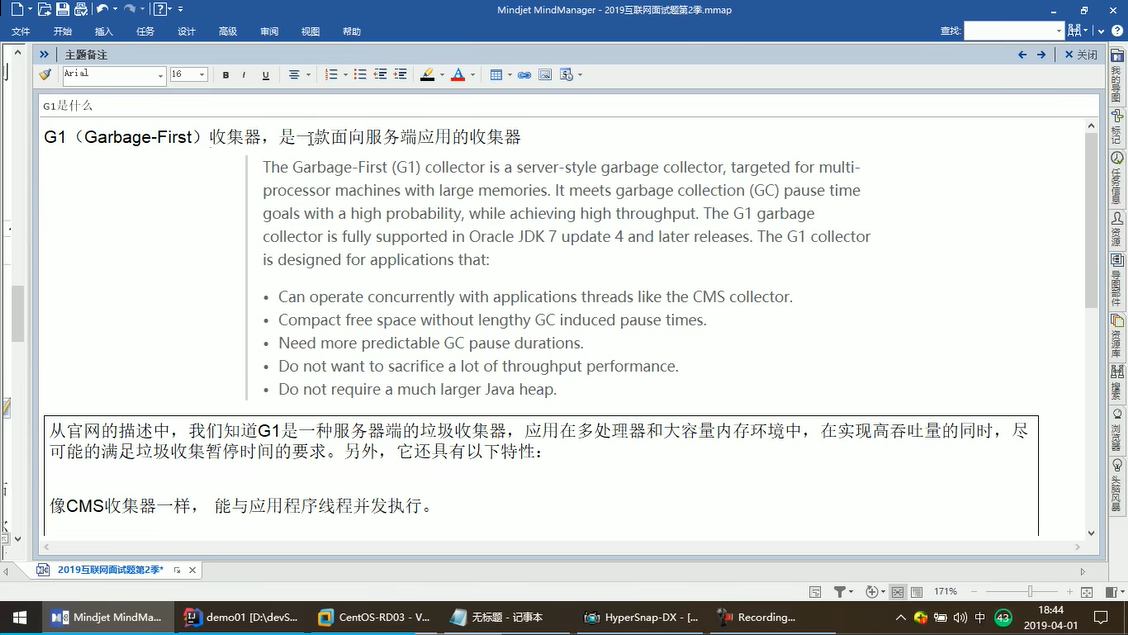 Mindjet MindManager - 2019互联网面试题第2季.mmap
文件 开始 插入 任务 设计 高级 审阅 视图 帮助 查找:
主题备注 关闭
Arial 16 B I U
G1是什么
G1（Garbage-First）收集器，是一款面向服务端应用的收集器
The Garbage-First (G1) collector is a server-style garbage collector, targeted for multi-
processor machines with large memories. It meets garbage collection (GC) pause time
goals with a high probability, while achieving high throughput. The G1 garbage
collector is fully supported in Oracle JDK 7 update 4 and later releases. The G1 collector
is designed for applications that:
• Can operate concurrently with applications threads like the CMS collector.
• Compact free space without lengthy GC induced pause times.
• Need more predictable GC pause durations.
• Do not want to sacrifice a lot of throughput performance.
• Do not require a much larger Java heap.
从官网的描述中，我们知道G1是一种服务器端的垃圾收集器，应用在多处理器和大容量内存环境中，在实现高吞吐量的同时，尽
可能的满足垃圾收集暂停时间的要求。另外，它还具有以下特性：
像CMS收集器一样， 能与应用程序线程并发执行。
我的导图
标记
任务信息
资源
导图部件
资源库
搜索
浏览器
头脑风暴
2019互联网面试题第2季*
171%
Mindjet MindMa... demo01 [D:\devS... CentOS-RD03 - V... 无标题 - 记事本 HyperSnap-DX - [... Recording... 中 43
18:44
2019-04-01